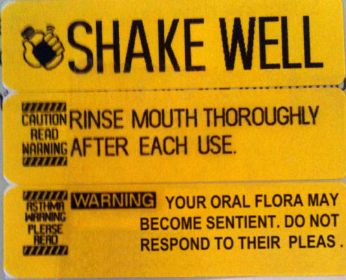 SHAKE WELL
CAUTION
READ
WARNING
RINSE MOUTH THOROUGHLY
AFTER EACH USE.
ASTHMA
WARNING
PLEASE
READ
WARNING YOUR ORAL FLORA MAY
BECOME SENTIENT. DO NOT
RESPOND TO THEIR PLEAS.